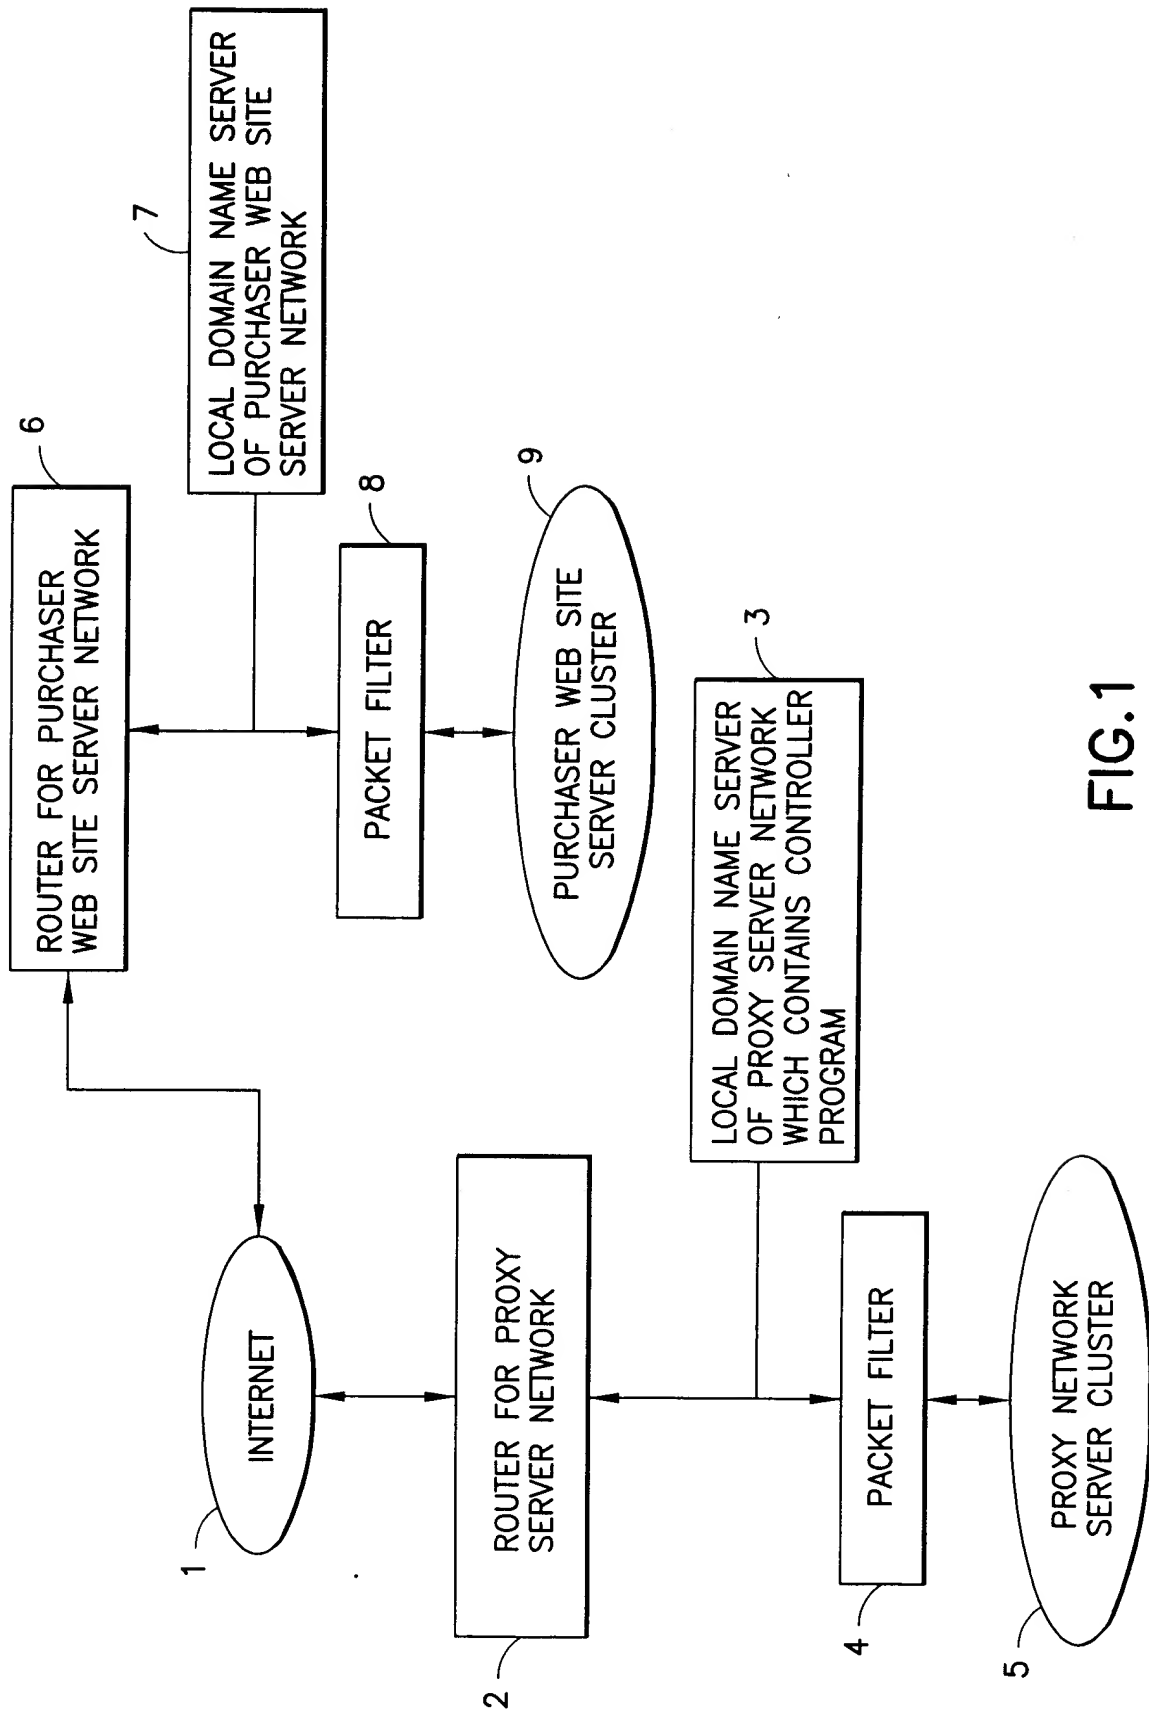 1
INTERNET
2
ROUTER FOR PROXY
SERVER NETWORK
3
LOCAL DOMAIN NAME SERVER
OF PROXY SERVER NETWORK
WHICH CONTAINS CONTROLLER
PROGRAM
4
PACKET FILTER
5
PROXY NETWORK
SERVER CLUSTER
6
ROUTER FOR PURCHASER
WEB SITE SERVER NETWORK
7
LOCAL DOMAIN NAME SERVER
OF PURCHASER WEB SITE
SERVER NETWORK
8
PACKET FILTER
9
PURCHASER WEB SITE
SERVER CLUSTER
FIG.1